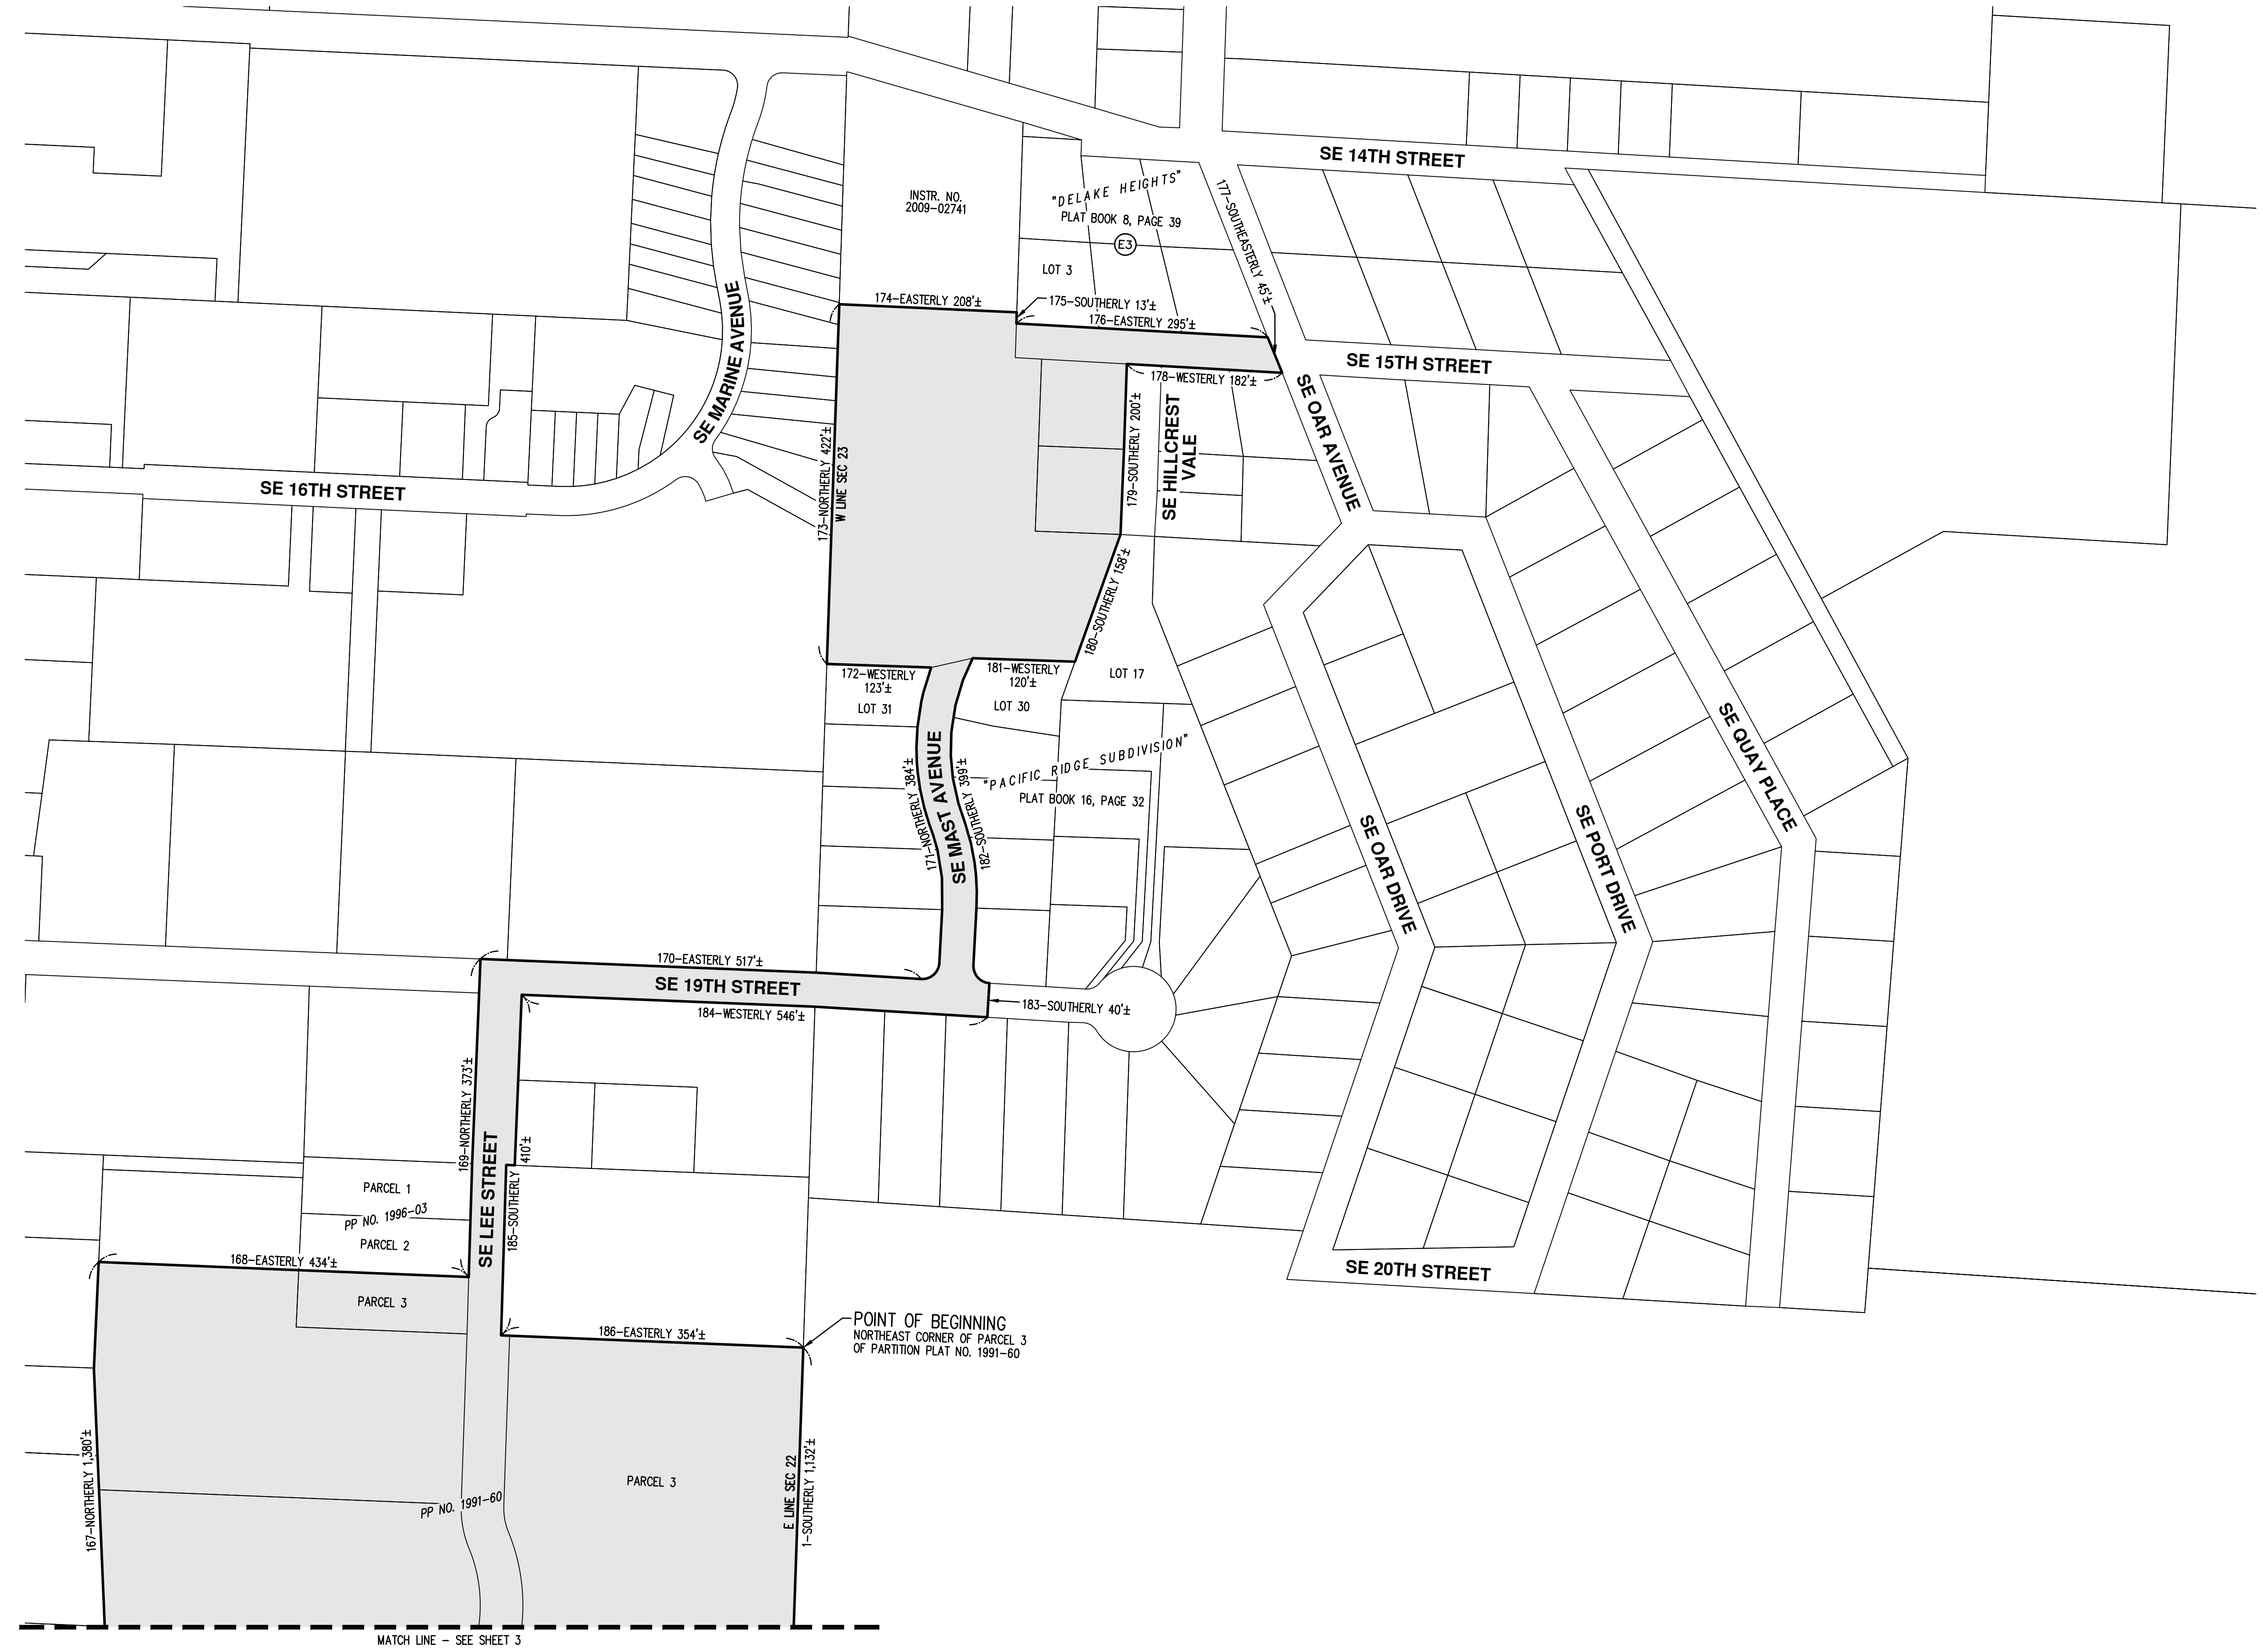 SE 14TH STREET
"DELAKE HEIGHTS"
PLAT BOOK 8, PAGE 39
E3
LOT 3
177-SOUTHEASTERLY 45'±
INSTR. NO.
2009-02741
174-EASTERLY 208'±
175-SOUTHERLY 13'±
176-EASTERLY 295'±
SE MARINE AVENUE
SE 15TH STREET
178-WESTERLY 182'±
179-SOUTHERLY 200'±
SE HILLCREST
VALE
SE OAR AVENUE
173-NORTHERLY 422'±
W LINE SEC 23
SE 16TH STREET
180-SOUTHERLY 158'±
172-WESTERLY
123'±
LOT 31
181-WESTERLY
120'±
LOT 30
LOT 17
"PACIFIC RIDGE SUBDIVISION"
PLAT BOOK 16, PAGE 32
171-NORTHERLY 384'±
SE MAST AVENUE
182-SOUTHERLY 399'±
SE QUAY PLACE
SE OAR DRIVE
SE PORT DRIVE
170-EASTERLY 517'±
SE 19TH STREET
184-WESTERLY 546'±
183-SOUTHERLY 40'±
169-NORTHERLY 373'±
SE LEE STREET
185-SOUTHERLY 410'±
PARCEL 1
PP NO. 1996-03
PARCEL 2
168-EASTERLY 434'±
PARCEL 3
SE 20TH STREET
186-EASTERLY 354'±
POINT OF BEGINNING
NORTHEAST CORNER OF PARCEL 3
OF PARTITION PLAT NO. 1991-60
167-NORTHERLY 1,380'±
PP NO. 1991-60
PARCEL 3
E LINE SEC 22
1-SOUTHERLY 1,132'±
MATCH LINE - SEE SHEET 3